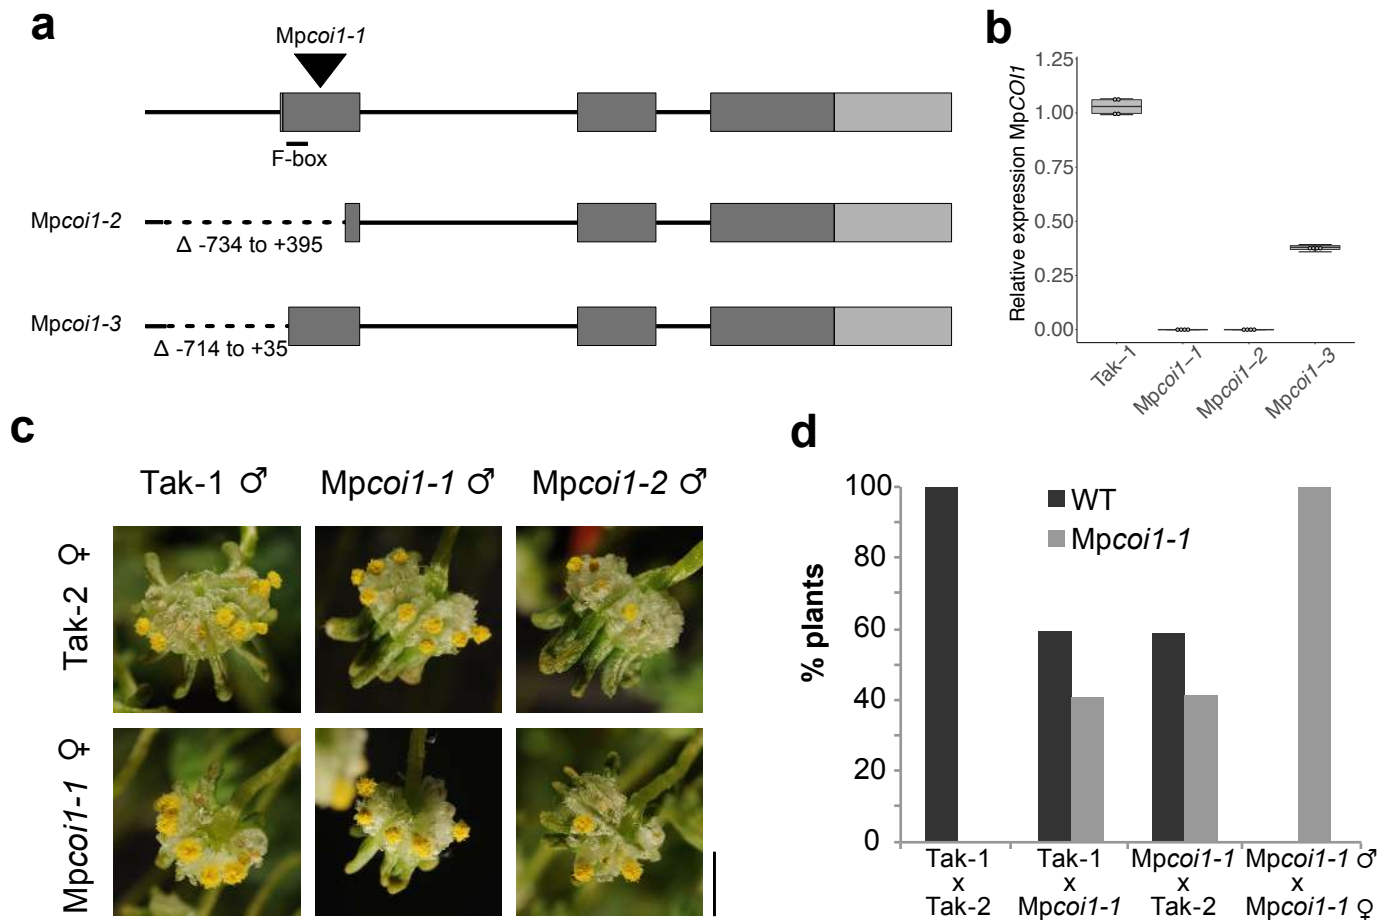 a
Mpcoi1-1
F-box
Mpcoi1-2
Δ -734 to +395
Mpcoi1-3
Δ -714 to +35
b
Relative expression MpCOI1
1.25
1.00
0.75
0.50
0.25
0.00
Tak-1
Mpcoi1-1
Mpcoi1-2
Mpcoi1-3
c
Tak-1 ♂
Mpcoi1-1 ♂
Mpcoi1-2 ♂
Tak-2 ♀
Mpcoi1-1 ♀
d
% plants
100
80
60
40
20
0
WT
Mpcoi1-1
Tak-1
x
Tak-2
Tak-1
x
Mpcoi1-1
Mpcoi1-1
x
Tak-2
Mpcoi1-1 ♂
x
Mpcoi1-1 ♀